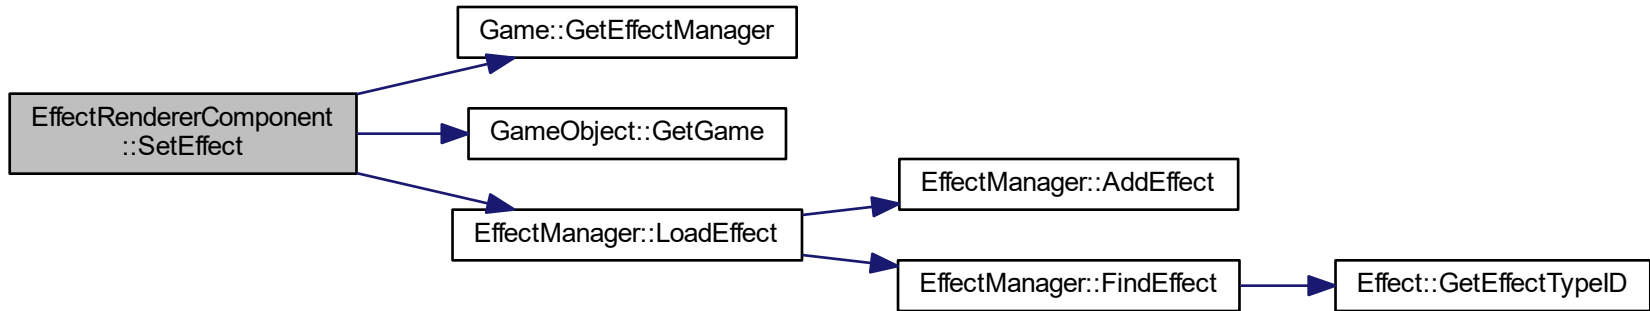 Game::GetEffectManager
EffectRendererComponent
::SetEffect
GameObject::GetGame
EffectManager::AddEffect
EffectManager::LoadEffect
EffectManager::FindEffect
Effect::GetEffectTypeID